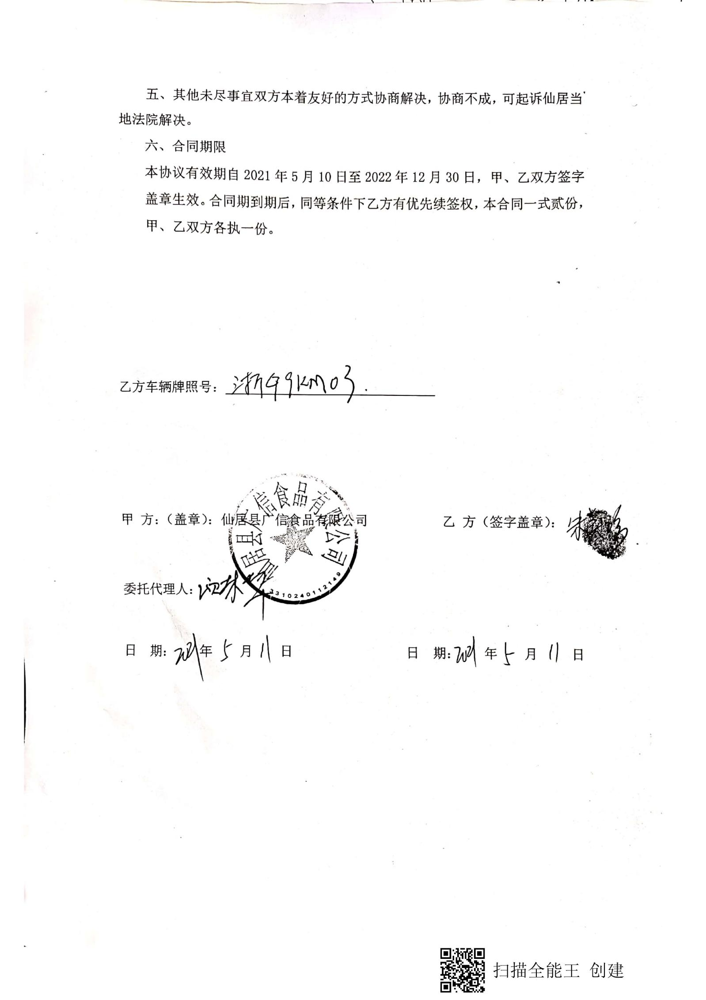 五、其他未尽事宜双方本着友好的方式协商解决，协商不成，可起诉仙居当
地法院解决。
六、合同期限
本协议有效期自 2021 年 5 月 10 日至 2022 年 12 月 30 日，甲、乙双方签字
盖章生效。合同期到期后，同等条件下乙方有优先续签权，本合同一式贰份，
甲、乙双方各执一份。
乙方车辆牌照号：浙 9KM03.
甲 方：（盖章）：仙居县广信食品有限公司
乙 方（签字盖章）：朱
居县广信食品有限公司
3310240112149
委托代理人：
日 期：2021年 5 月 11 日
日 期：2021 年 5 月 11 日
扫描全能王 创建